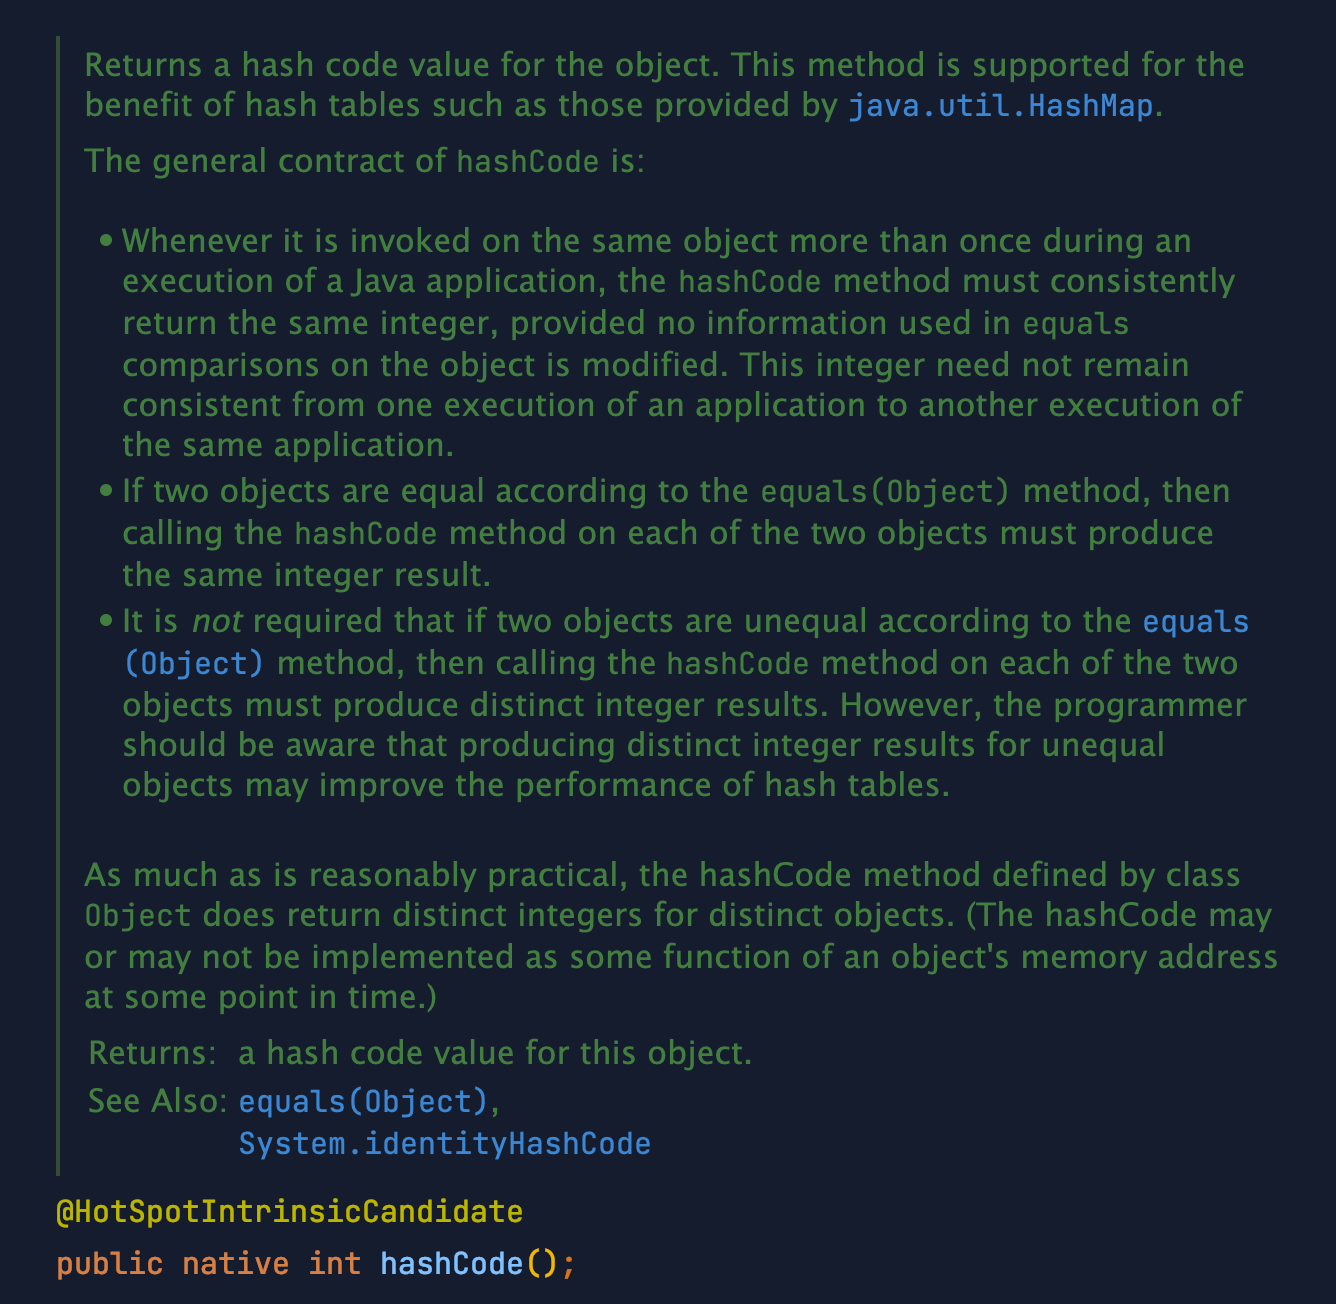 Returns a hash code value for the object. This method is supported for the
benefit of hash tables such as those provided by java.util.HashMap.
The general contract of hashCode is:
• Whenever it is invoked on the same object more than once during an
execution of a Java application, the hashCode method must consistently
return the same integer, provided no information used in equals
comparisons on the object is modified. This integer need not remain
consistent from one execution of an application to another execution of
the same application.
• If two objects are equal according to the equals(Object) method, then
calling the hashCode method on each of the two objects must produce
the same integer result.
• It is not required that if two objects are unequal according to the equals
(Object) method, then calling the hashCode method on each of the two
objects must produce distinct integer results. However, the programmer
should be aware that producing distinct integer results for unequal
objects may improve the performance of hash tables.
As much as is reasonably practical, the hashCode method defined by class
Object does return distinct integers for distinct objects. (The hashCode may
or may not be implemented as some function of an object's memory address
at some point in time.)
Returns: a hash code value for this object.
See Also: equals(Object),
System.identityHashCode
@HotSpotIntrinsicCandidate
public native int hashCode();